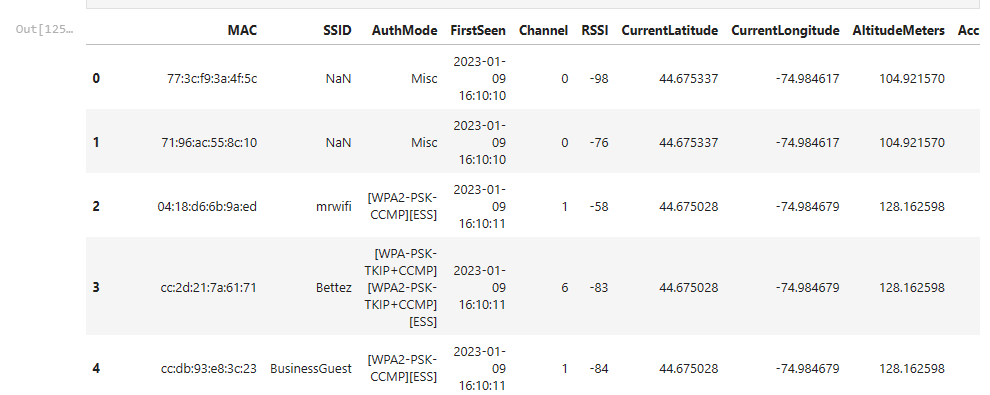 Out[125…
MAC SSID AuthMode FirstSeen Channel RSSI CurrentLatitude CurrentLongitude AltitudeMeters Acc
0 77:3c:f9:3a:4f:5c NaN Misc 2023-01-09 16:10:10 0 -98 44.675337 -74.984617 104.921570
1 71:96:ac:55:8c:10 NaN Misc 2023-01-09 16:10:10 0 -76 44.675337 -74.984617 104.921570
2 04:18:d6:6b:9a:ed mrwifi [WPA2-PSK-CCMP][ESS] 2023-01-09 16:10:11 1 -58 44.675028 -74.984679 128.162598
3 cc:2d:21:7a:61:71 Bettez [WPA-PSK-TKIP+CCMP][WPA2-PSK-TKIP+CCMP][ESS] 2023-01-09 16:10:11 6 -83 44.675028 -74.984679 128.162598
4 cc:db:93:e8:3c:23 BusinessGuest [WPA2-PSK-CCMP][ESS] 2023-01-09 16:10:11 1 -84 44.675028 -74.984679 128.162598